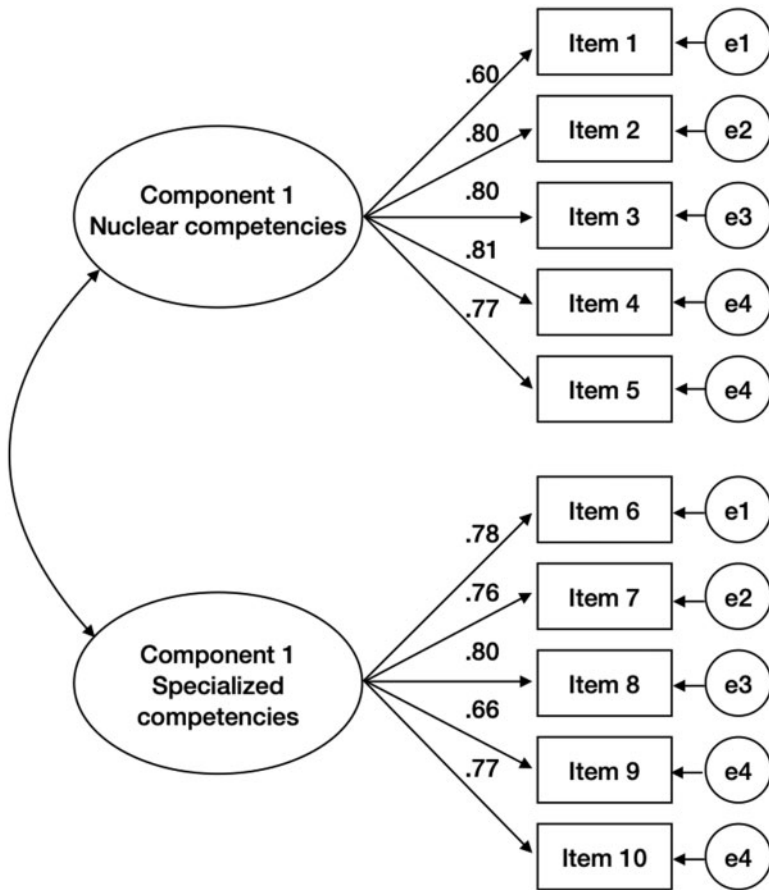 Item 1
e1
.60
Item 2
e2
.80
Component 1
Nuclear competencies
Item 3
e3
.80
Item 4
e4
.81
Item 5
e4
.77
Item 6
e1
.78
Item 7
e2
.76
Component 1
Specialized
competencies
Item 8
e3
.80
Item 9
e4
.66
Item 10
e4
.77